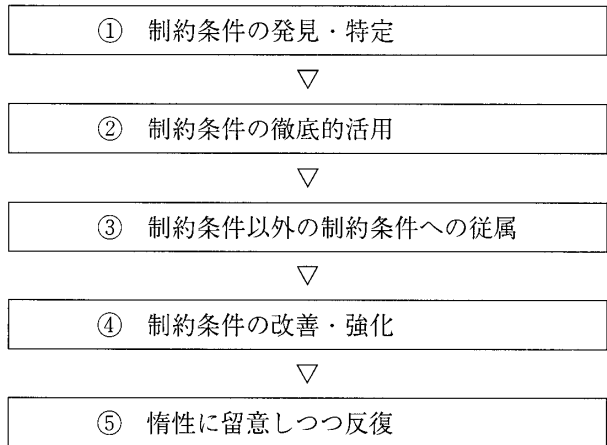 ① 制約条件の発見・特定
▽
② 制約条件の徹底的活用
▽
③ 制約条件以外の制約条件への従属
▽
④ 制約条件の改善・強化
▽
⑤ 惰性に留意しつつ反復